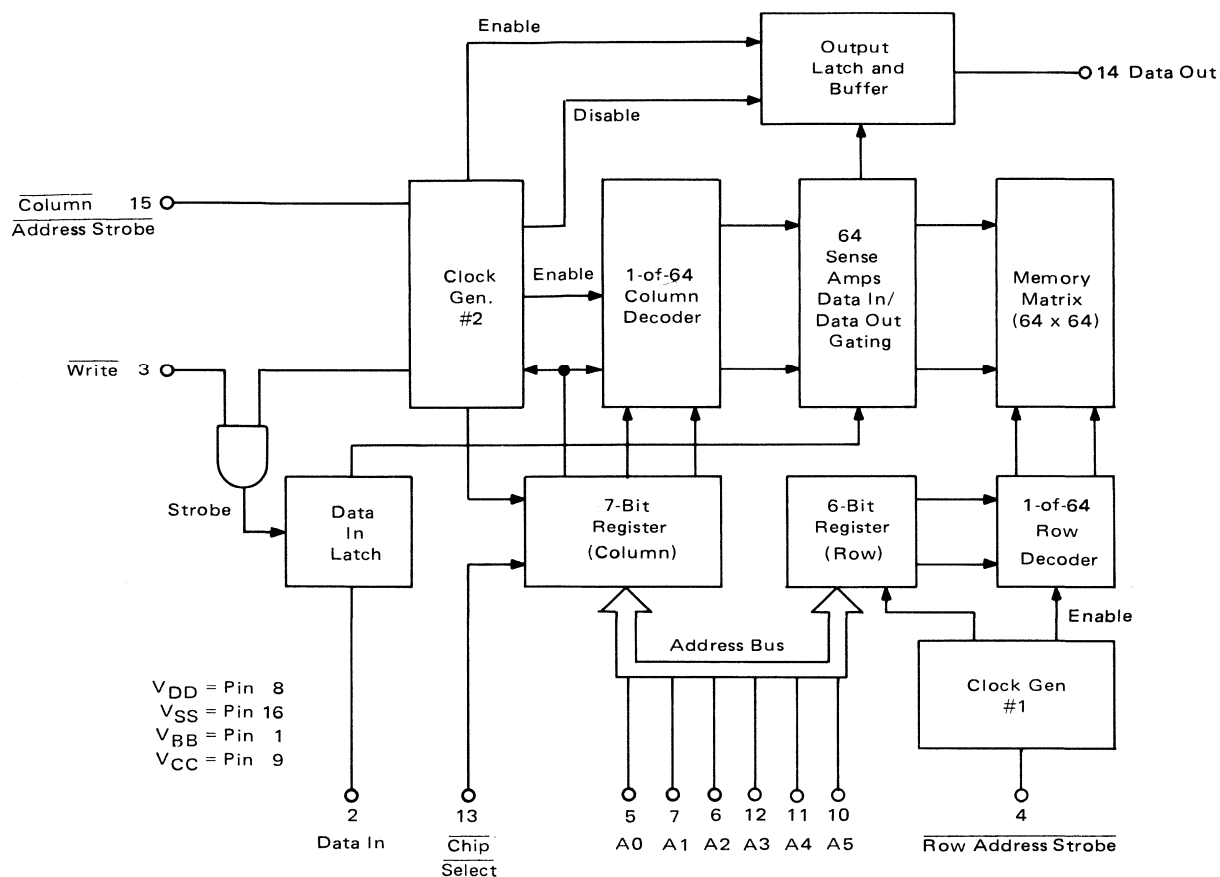 Enable
Output
Latch and
Buffer
14 Data Out
Disable
Column 15
Address Strobe
Clock
Gen.
#2
Enable
1-of-64
Column
Decoder
64
Sense
Amps
Data In/
Data Out
Gating
Memory
Matrix
(64 x 64)
Write 3
Strobe
Data
In
Latch
7-Bit
Register
(Column)
6-Bit
Register
(Row)
1-of-64
Row
Decoder
Address Bus
Enable
Clock Gen
#1
VDD = Pin 8
VSS = Pin 16
VBB = Pin 1
VCC = Pin 9
2
Data In
13
Chip
Select
5 7 6 12 11 10
A0 A1 A2 A3 A4 A5
4
Row Address Strobe